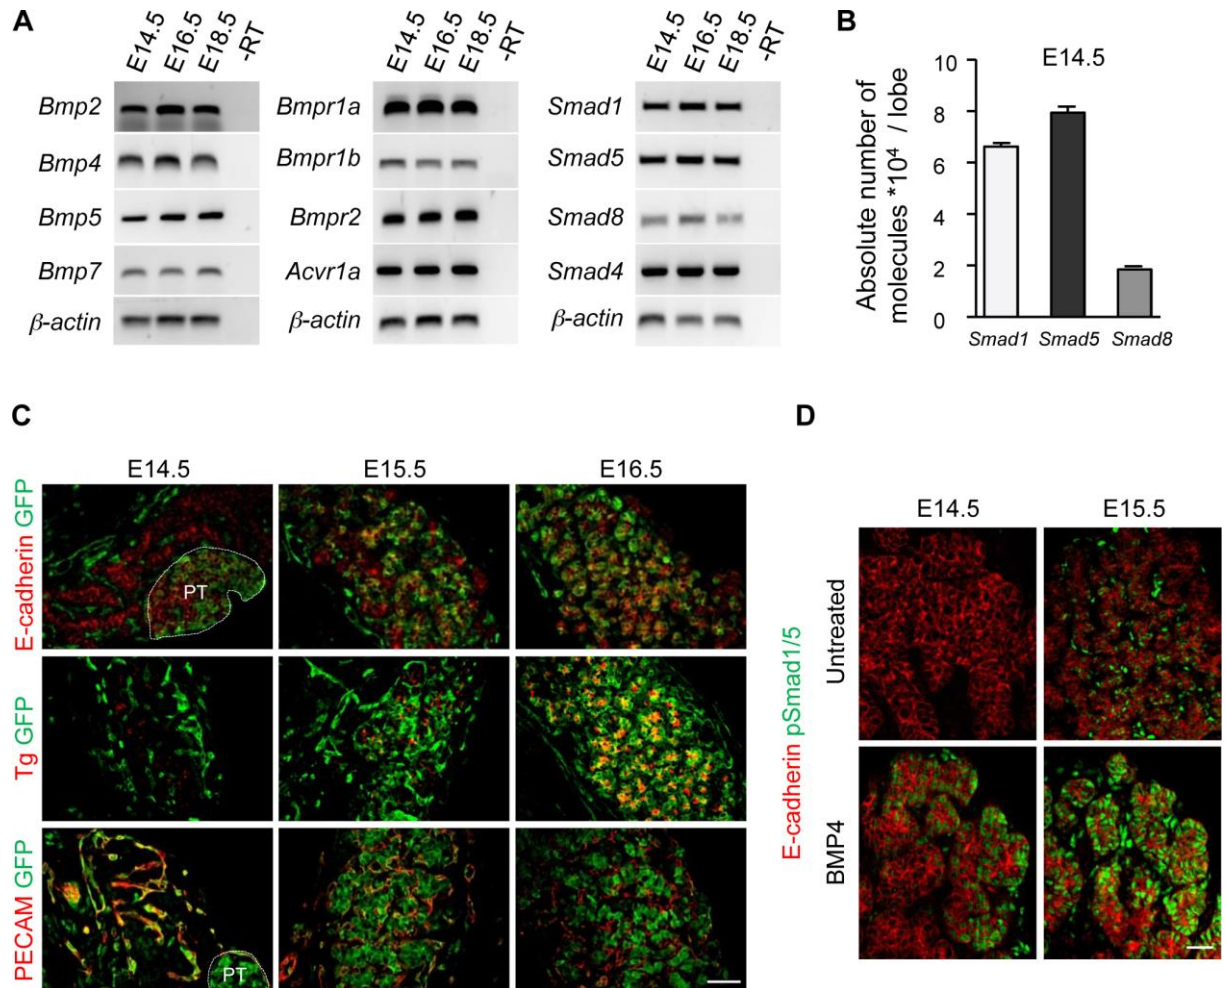 A
E14.5 E16.5 E18.5 -RT
Bmp2
Bmp4
Bmp5
Bmp7
β-actin
E14.5 E16.5 E18.5 -RT
Bmpr1a
Bmpr1b
Bmpr2
Acvr1a
β-actin
E14.5 E16.5 E18.5 -RT
Smad1
Smad5
Smad8
Smad4
β-actin
B
E14.5
Absolute number of
molecules *10⁴ / lobe
10
8
6
4
2
0
Smad1 Smad5 Smad8
C
E14.5 E15.5 E16.5
E-cadherin GFP
PT
Tg GFP
PECAM GFP
PT
D
E14.5 E15.5
E-cadherin pSmad1/5
Untreated
BMP4